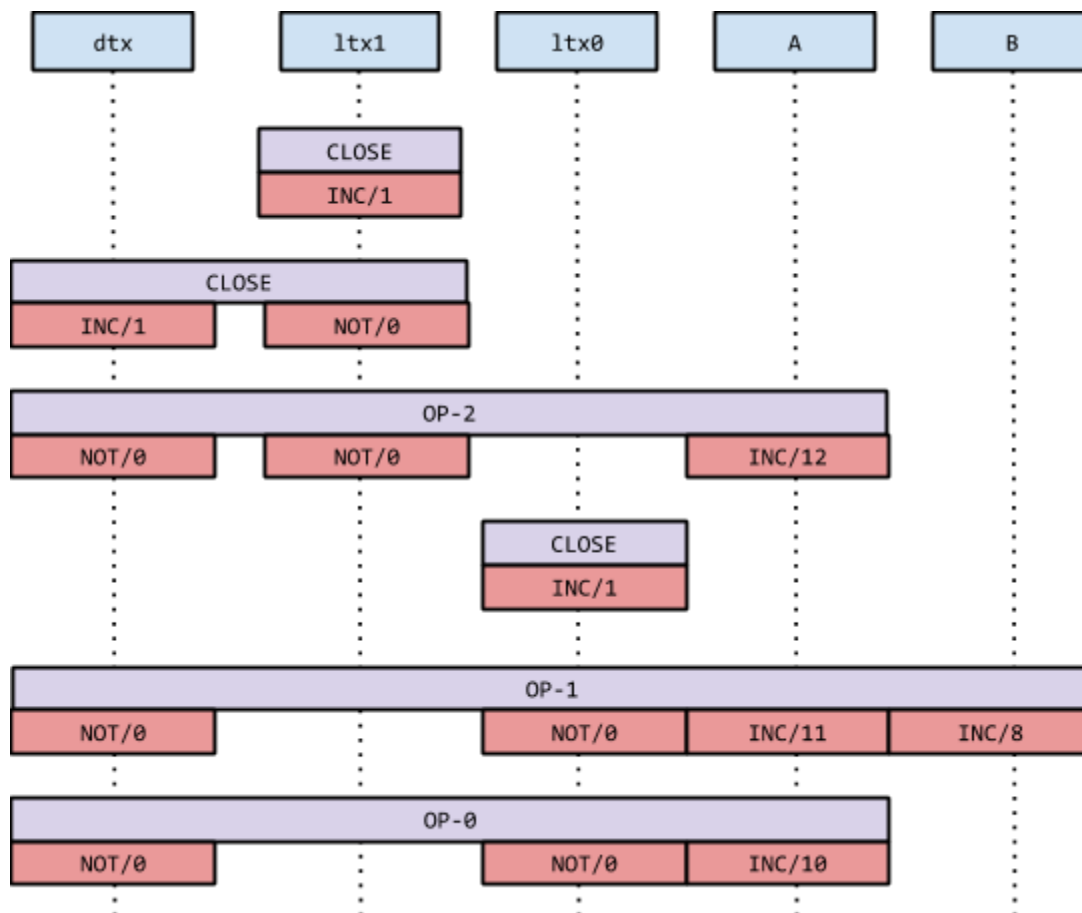 dtx ltx1 ltx0 A B
CLOSE
INC/1
CLOSE
INC/1 NOT/0
OP-2
NOT/0 NOT/0 INC/12
CLOSE
INC/1
OP-1
NOT/0 NOT/0 INC/11 INC/8
OP-0
NOT/0 NOT/0 INC/10